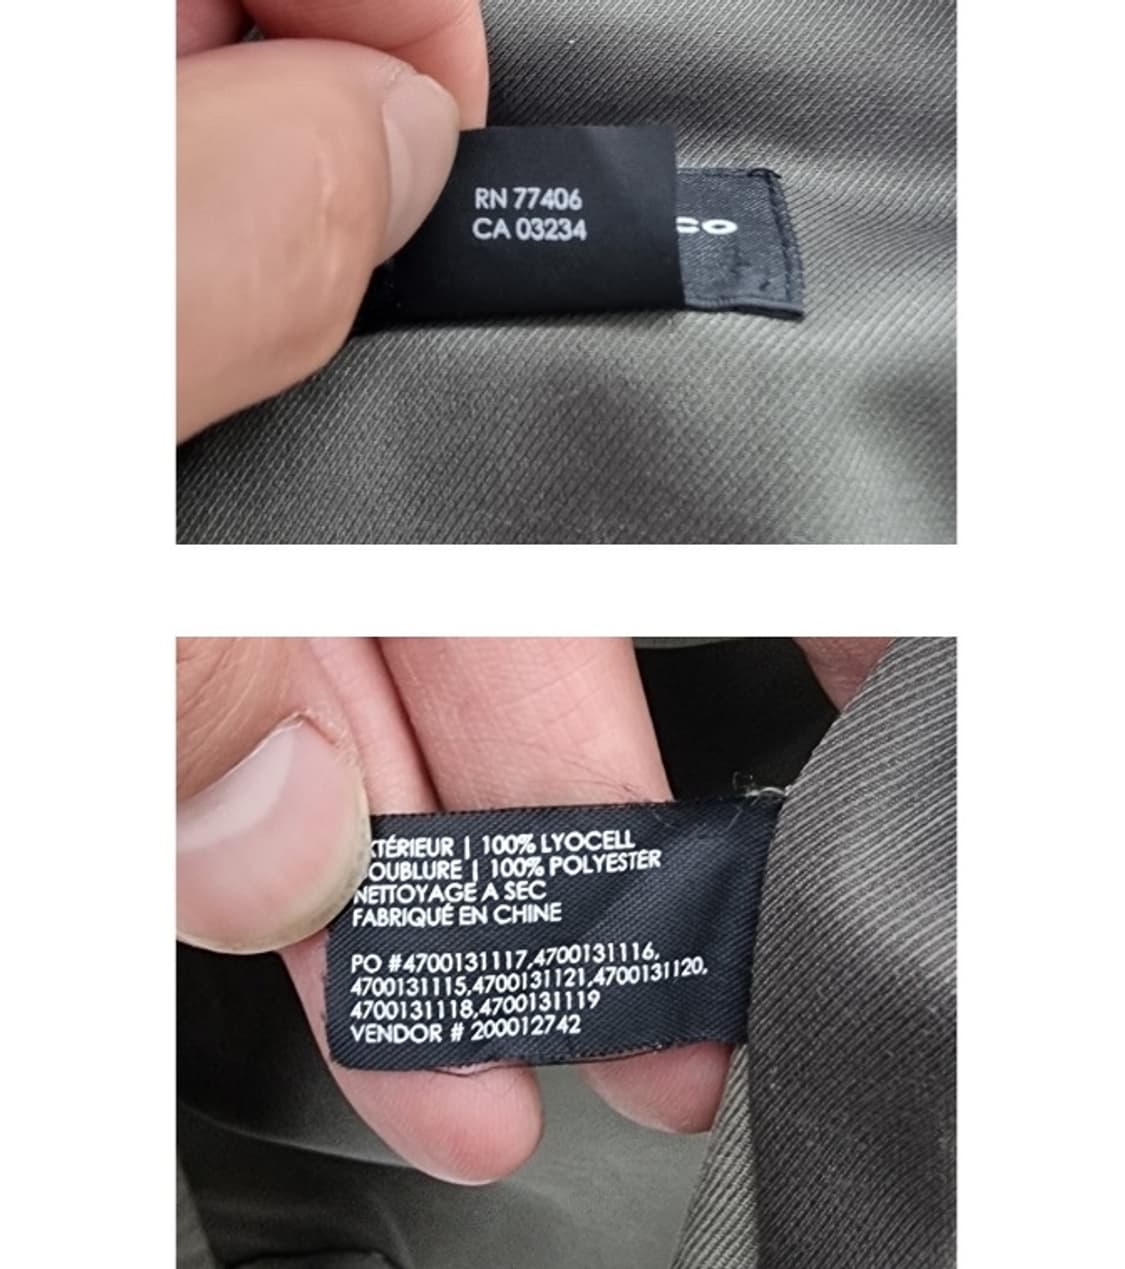 RN 77406
CA 03234
CO
XTÉRIEUR | 100% LYOCELL
OUBLURE | 100% POLYESTER
NETTOYAGE A SEC
FABRIQUÉ EN CHINE
PO #4700131117,4700131116,
4700131115,4700131121,4700131120,
4700131118,4700131119
VENDOR # 200012742